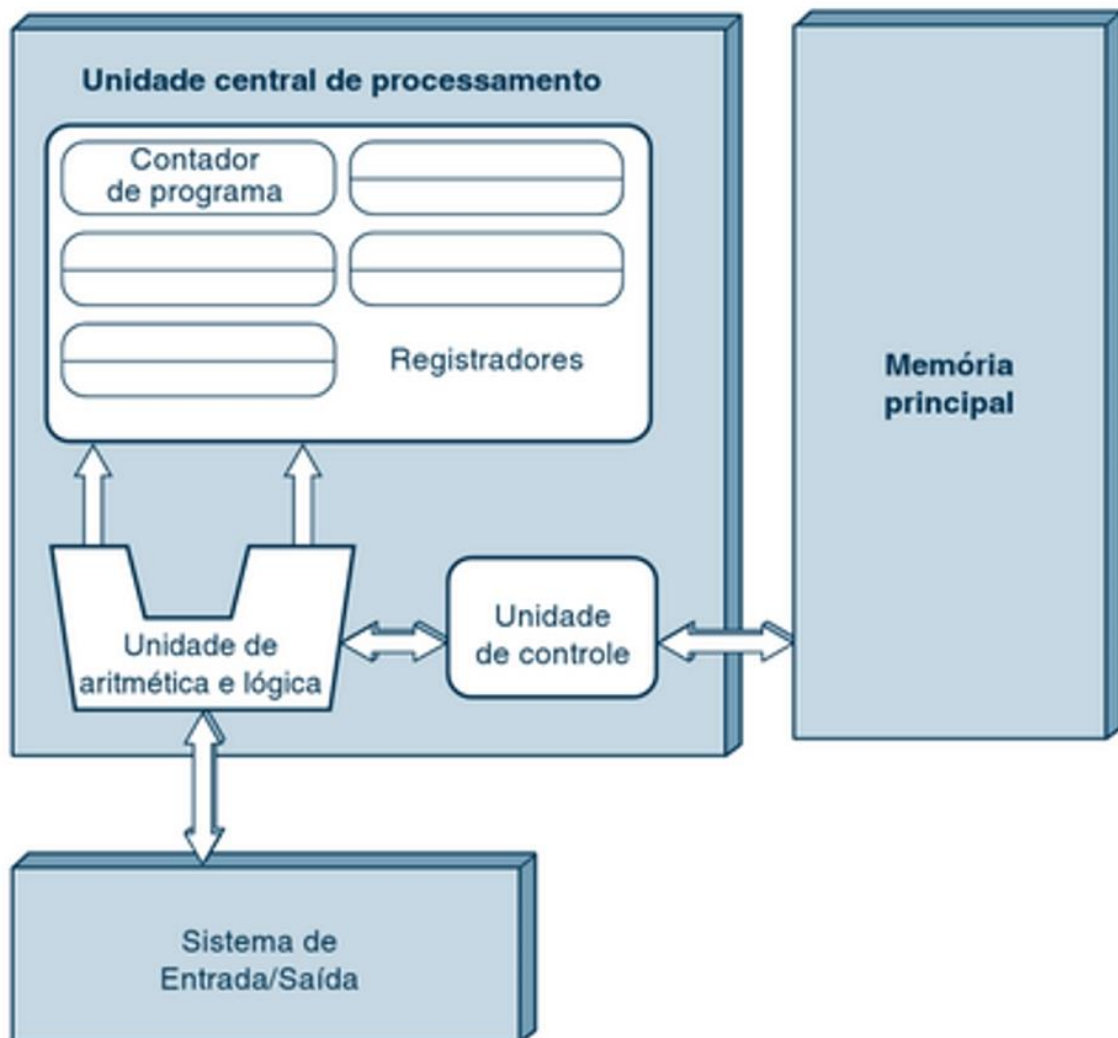 Unidade central de processamento
Contador
de programa
Registradores
Memória
principal
Unidade de
aritmética e lógica
Unidade
de controle
Sistema de
Entrada/Saída